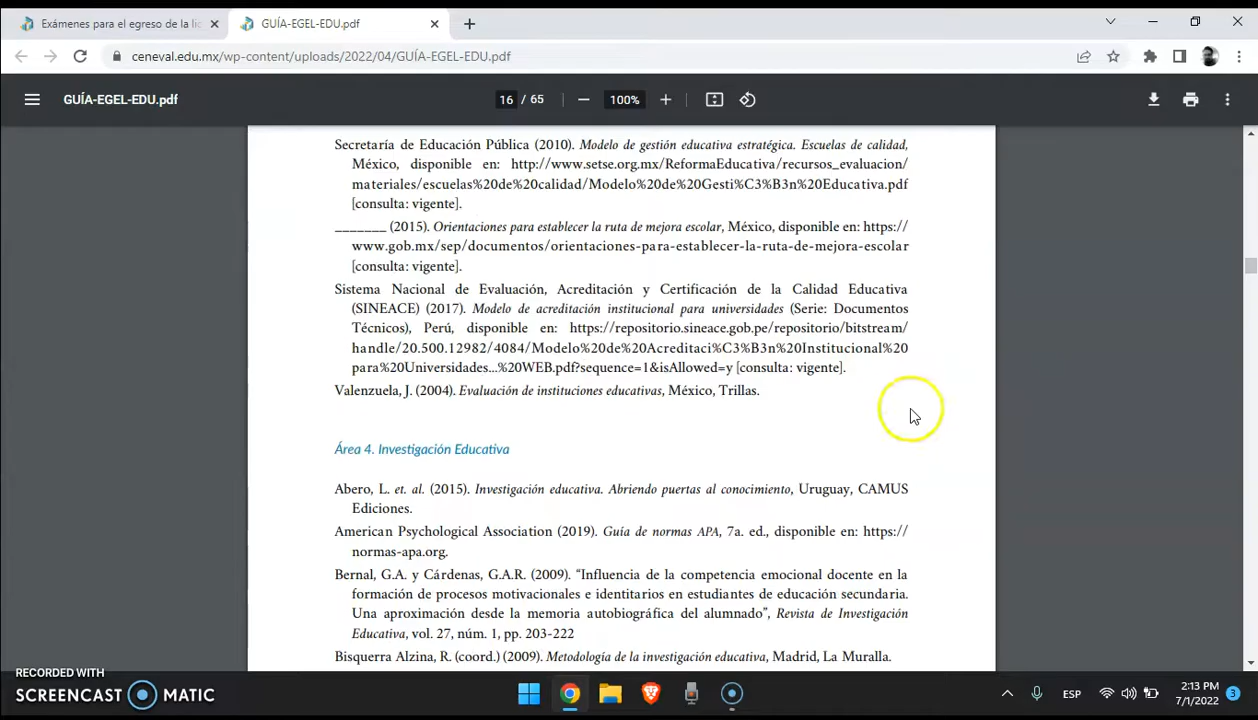 Exámenes para el egreso de la lic
GUÍA-EGEL-EDU.pdf
ceneval.edu.mx/wp-content/uploads/2022/04/GUÍA-EGEL-EDU.pdf
GUÍA-EGEL-EDU.pdf
16 / 65
100%
Secretaría de Educación Pública (2010). Modelo de gestión educativa estratégica. Escuelas de calidad,
México, disponible en: http://www.setse.org.mx/ReformaEducativa/recursos_evaluacion/
materiales/escuelas%20de%20calidad/Modelo%20de%20Gesti%C3%B3n%20Educativa.pdf
[consulta: vigente].
_______ (2015). Orientaciones para establecer la ruta de mejora escolar, México, disponible en: https://
www.gob.mx/sep/documentos/orientaciones-para-establecer-la-ruta-de-mejora-escolar
[consulta: vigente].
Sistema Nacional de Evaluación, Acreditación y Certificación de la Calidad Educativa
(SINEACE) (2017). Modelo de acreditación institucional para universidades (Serie: Documentos
Técnicos), Perú, disponible en: https://repositorio.sineace.gob.pe/repositorio/bitstream/
handle/20.500.12982/4084/Modelo%20de%20Acreditaci%C3%B3n%20Institucional%20
para%20Universidades...%20WEB.pdf?sequence=1&isAllowed=y [consulta: vigente].
Valenzuela, J. (2004). Evaluación de instituciones educativas, México, Trillas.
Área 4. Investigación Educativa
Abero, L. et. al. (2015). Investigación educativa. Abriendo puertas al conocimiento, Uruguay, CAMUS
Ediciones.
American Psychological Association (2019). Guía de normas APA, 7a. ed., disponible en: https://
normas-apa.org.
Bernal, G.A. y Cárdenas, G.A.R. (2009). “Influencia de la competencia emocional docente en la
formación de procesos motivacionales e identitarios en estudiantes de educación secundaria.
Una aproximación desde la memoria autobiográfica del alumnado”, Revista de Investigación
Educativa, vol. 27, núm. 1, pp. 203-222
Bisquerra Alzina, R. (coord.) (2009). Metodología de la investigación educativa, Madrid, La Muralla.
RECORDED WITH
SCREENCAST MATIC
ESP
2:13 PM
7/1/2022
3